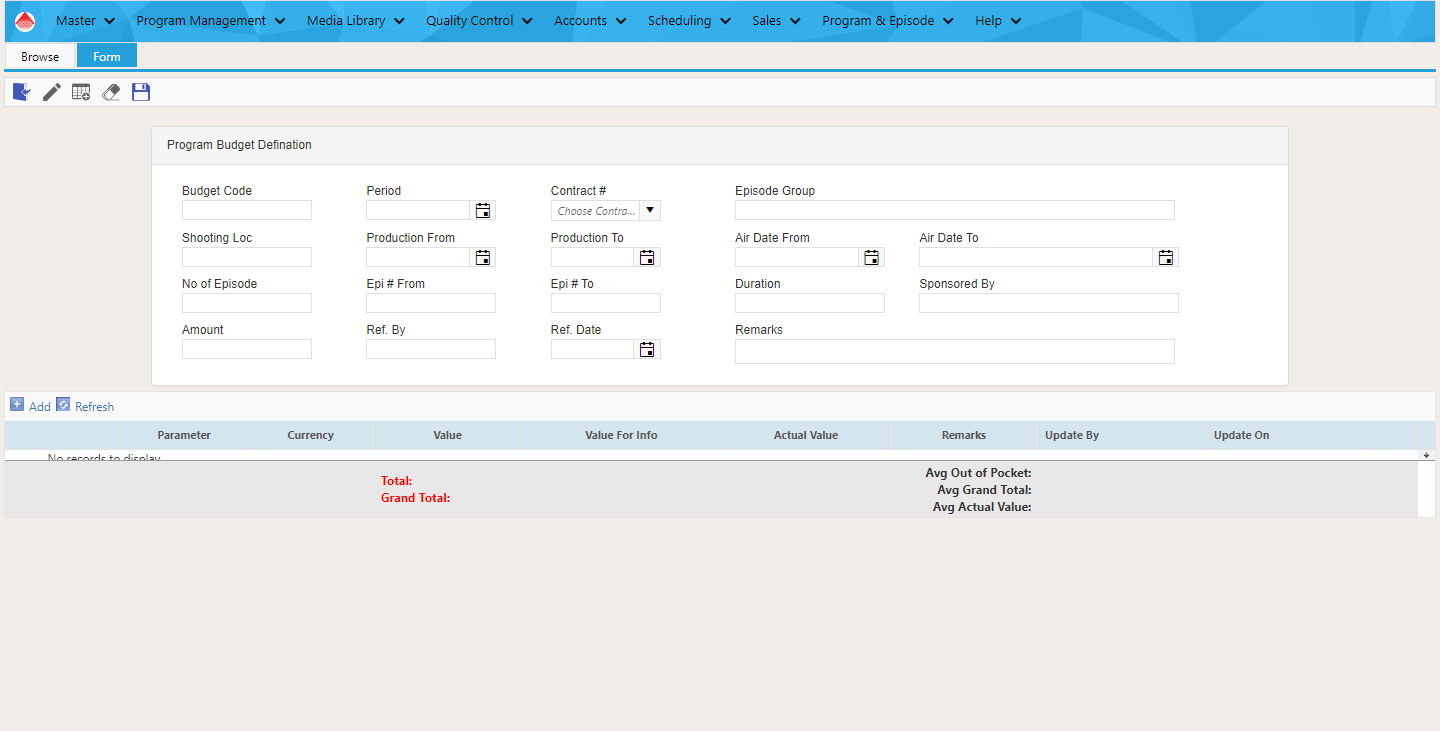 Master Program Management Media Library Quality Control Accounts Scheduling Sales Program & Episode Help
Browse Form
Program Budget Defination
Budget Code Period Contract # Episode Group
Choose Contra...
Shooting Loc Production From Production To Air Date From Air Date To
No of Episode Epi # From Epi # To Duration Sponsored By
Amount Ref. By Ref. Date Remarks
Add Refresh
Parameter Currency Value Value For Info Actual Value Remarks Update By Update On
No records to display
Total:
Grand Total:
Avg Out of Pocket:
Avg Grand Total:
Avg Actual Value: